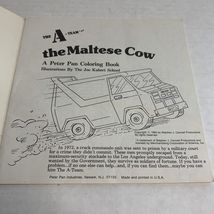 THE A-TEAM
the Maltese Cow
A Peter Pan Coloring Book
Illustrations By The Joe Kubert School
In 1972, a crack commando unit was sent to prison by a military court
for a crime they didn't commit. These men promptly escaped from a
maximum-security stockade to the Los Angeles underground. Today, still
wanted by the Government, they survive as soldiers of fortune. If you have
a problem...if no one else can help...and, if you can find them...maybe you can
hire The A-Team.
Peter Pan Industries, Newark, N.J. 07105 Made and printed in U.S.A.